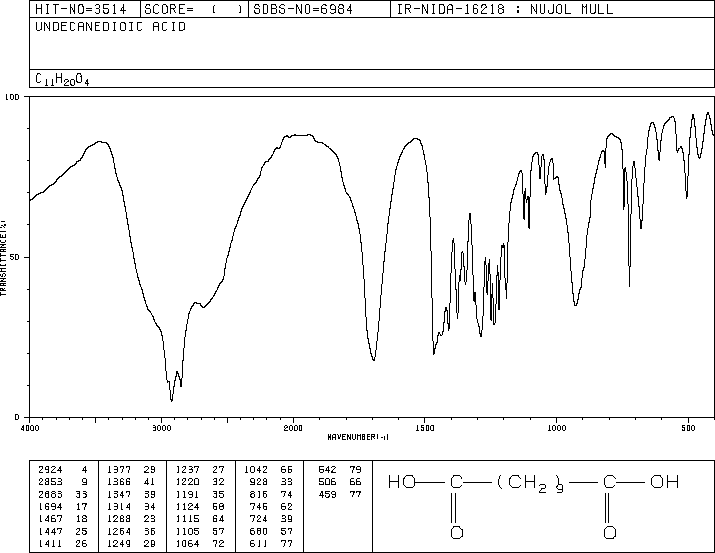 HIT-NO=3514 SCORE= ( ) SDBS-NO=6984 IR-NIDA-16218 : NUJOL MULL
UNDECANEDIOIC ACID
C11H20O4
100
50
0
TRANSMITTANCE(%)
4000 3000 2000 1500 1000 500
WAVENUMBER(-1)
2924 4 1377 29 1237 27 1042 66 542 79
2853 9 1366 41 1220 32 928 33 506 66
1347 39 1191 35 816 74 459 77
1694 17 1314 34 1124 60 746 62
1467 18 1288 23 1115 64 724 39
1447 25 1264 36 1105 57 680 57
1411 26 1249 29 1064 72 611 77
HO C (CH2)9 C OH
O O